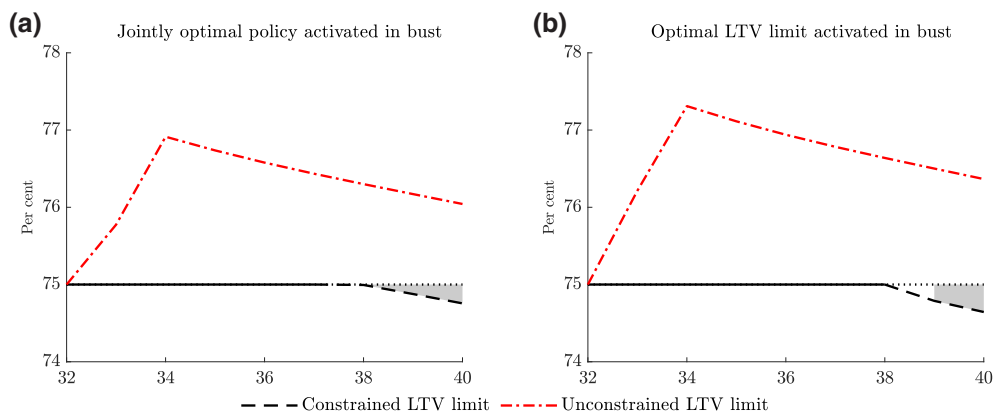 (a)
Jointly optimal policy activated in bust
78
77
76
75
74
Per cent
32
34
36
38
40
(b)
Optimal LTV limit activated in bust
78
77
76
75
74
Per cent
32
34
36
38
40
Constrained LTV limit
Unconstrained LTV limit